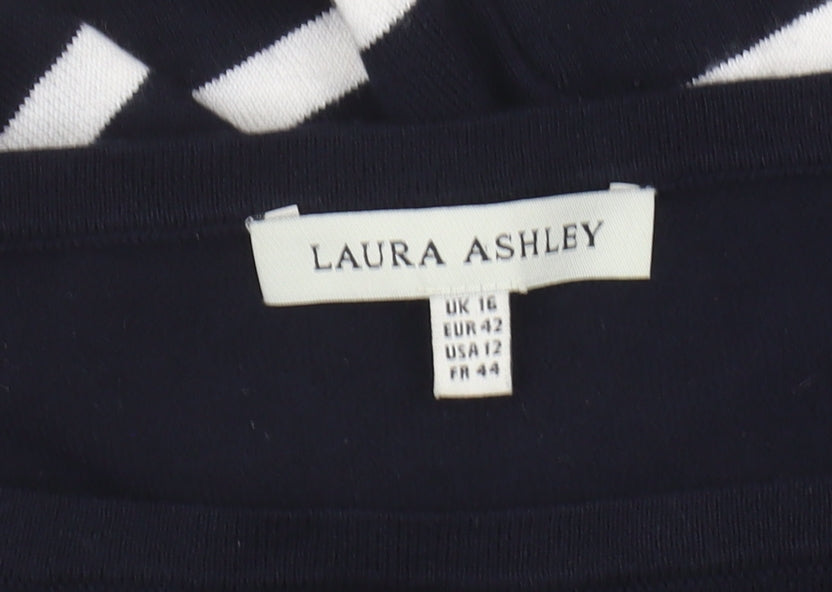 LAURA ASHLEY
UK 16
EUR 42
USA 12
FR 44